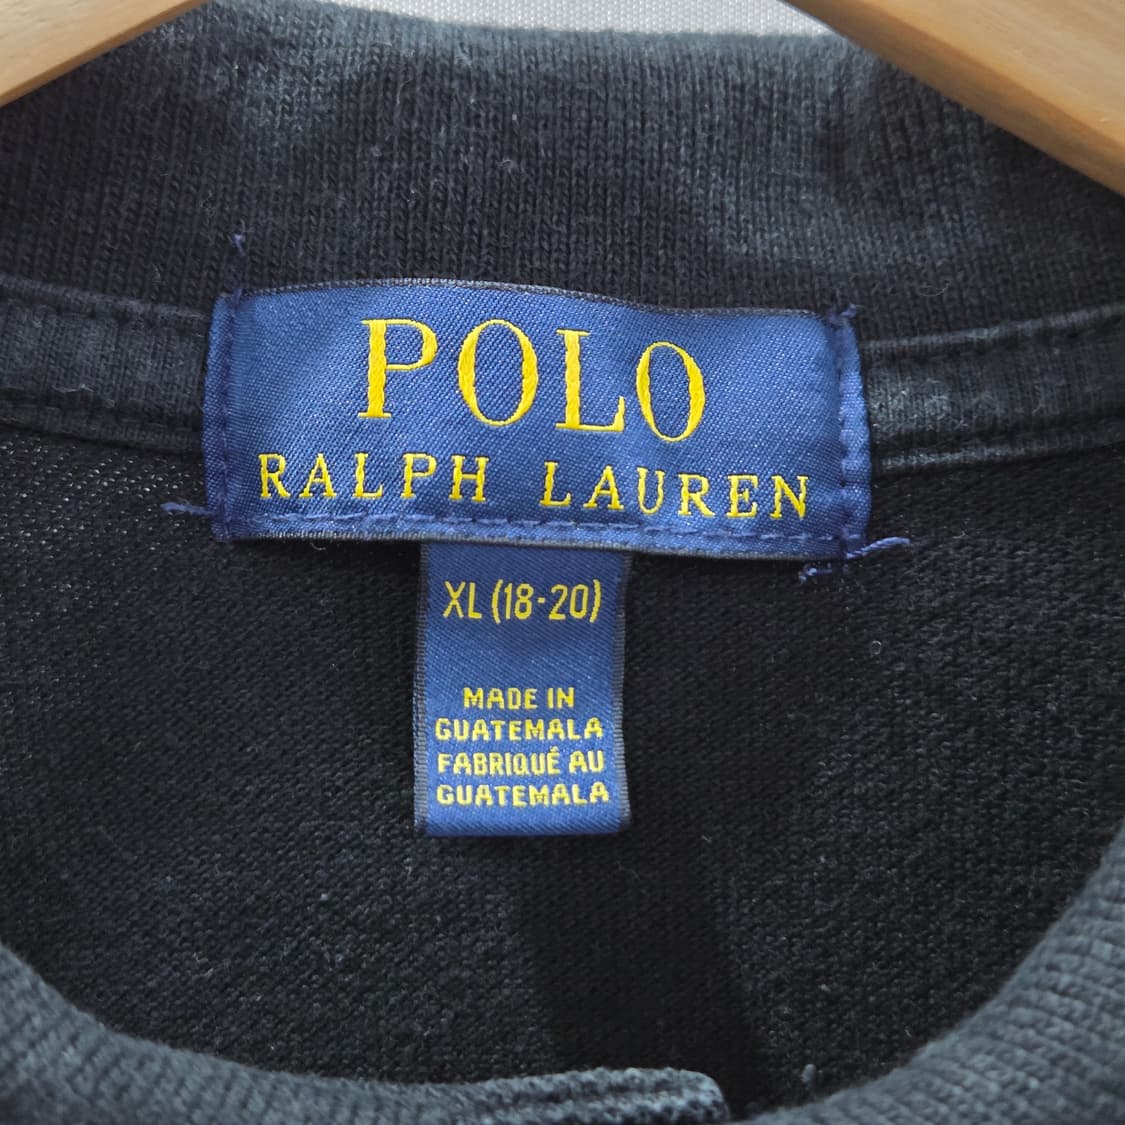 POLO
RALPH LAUREN
XL (18-20)
MADE IN
GUATEMALA
FABRIQUÉ AU
GUATEMALA